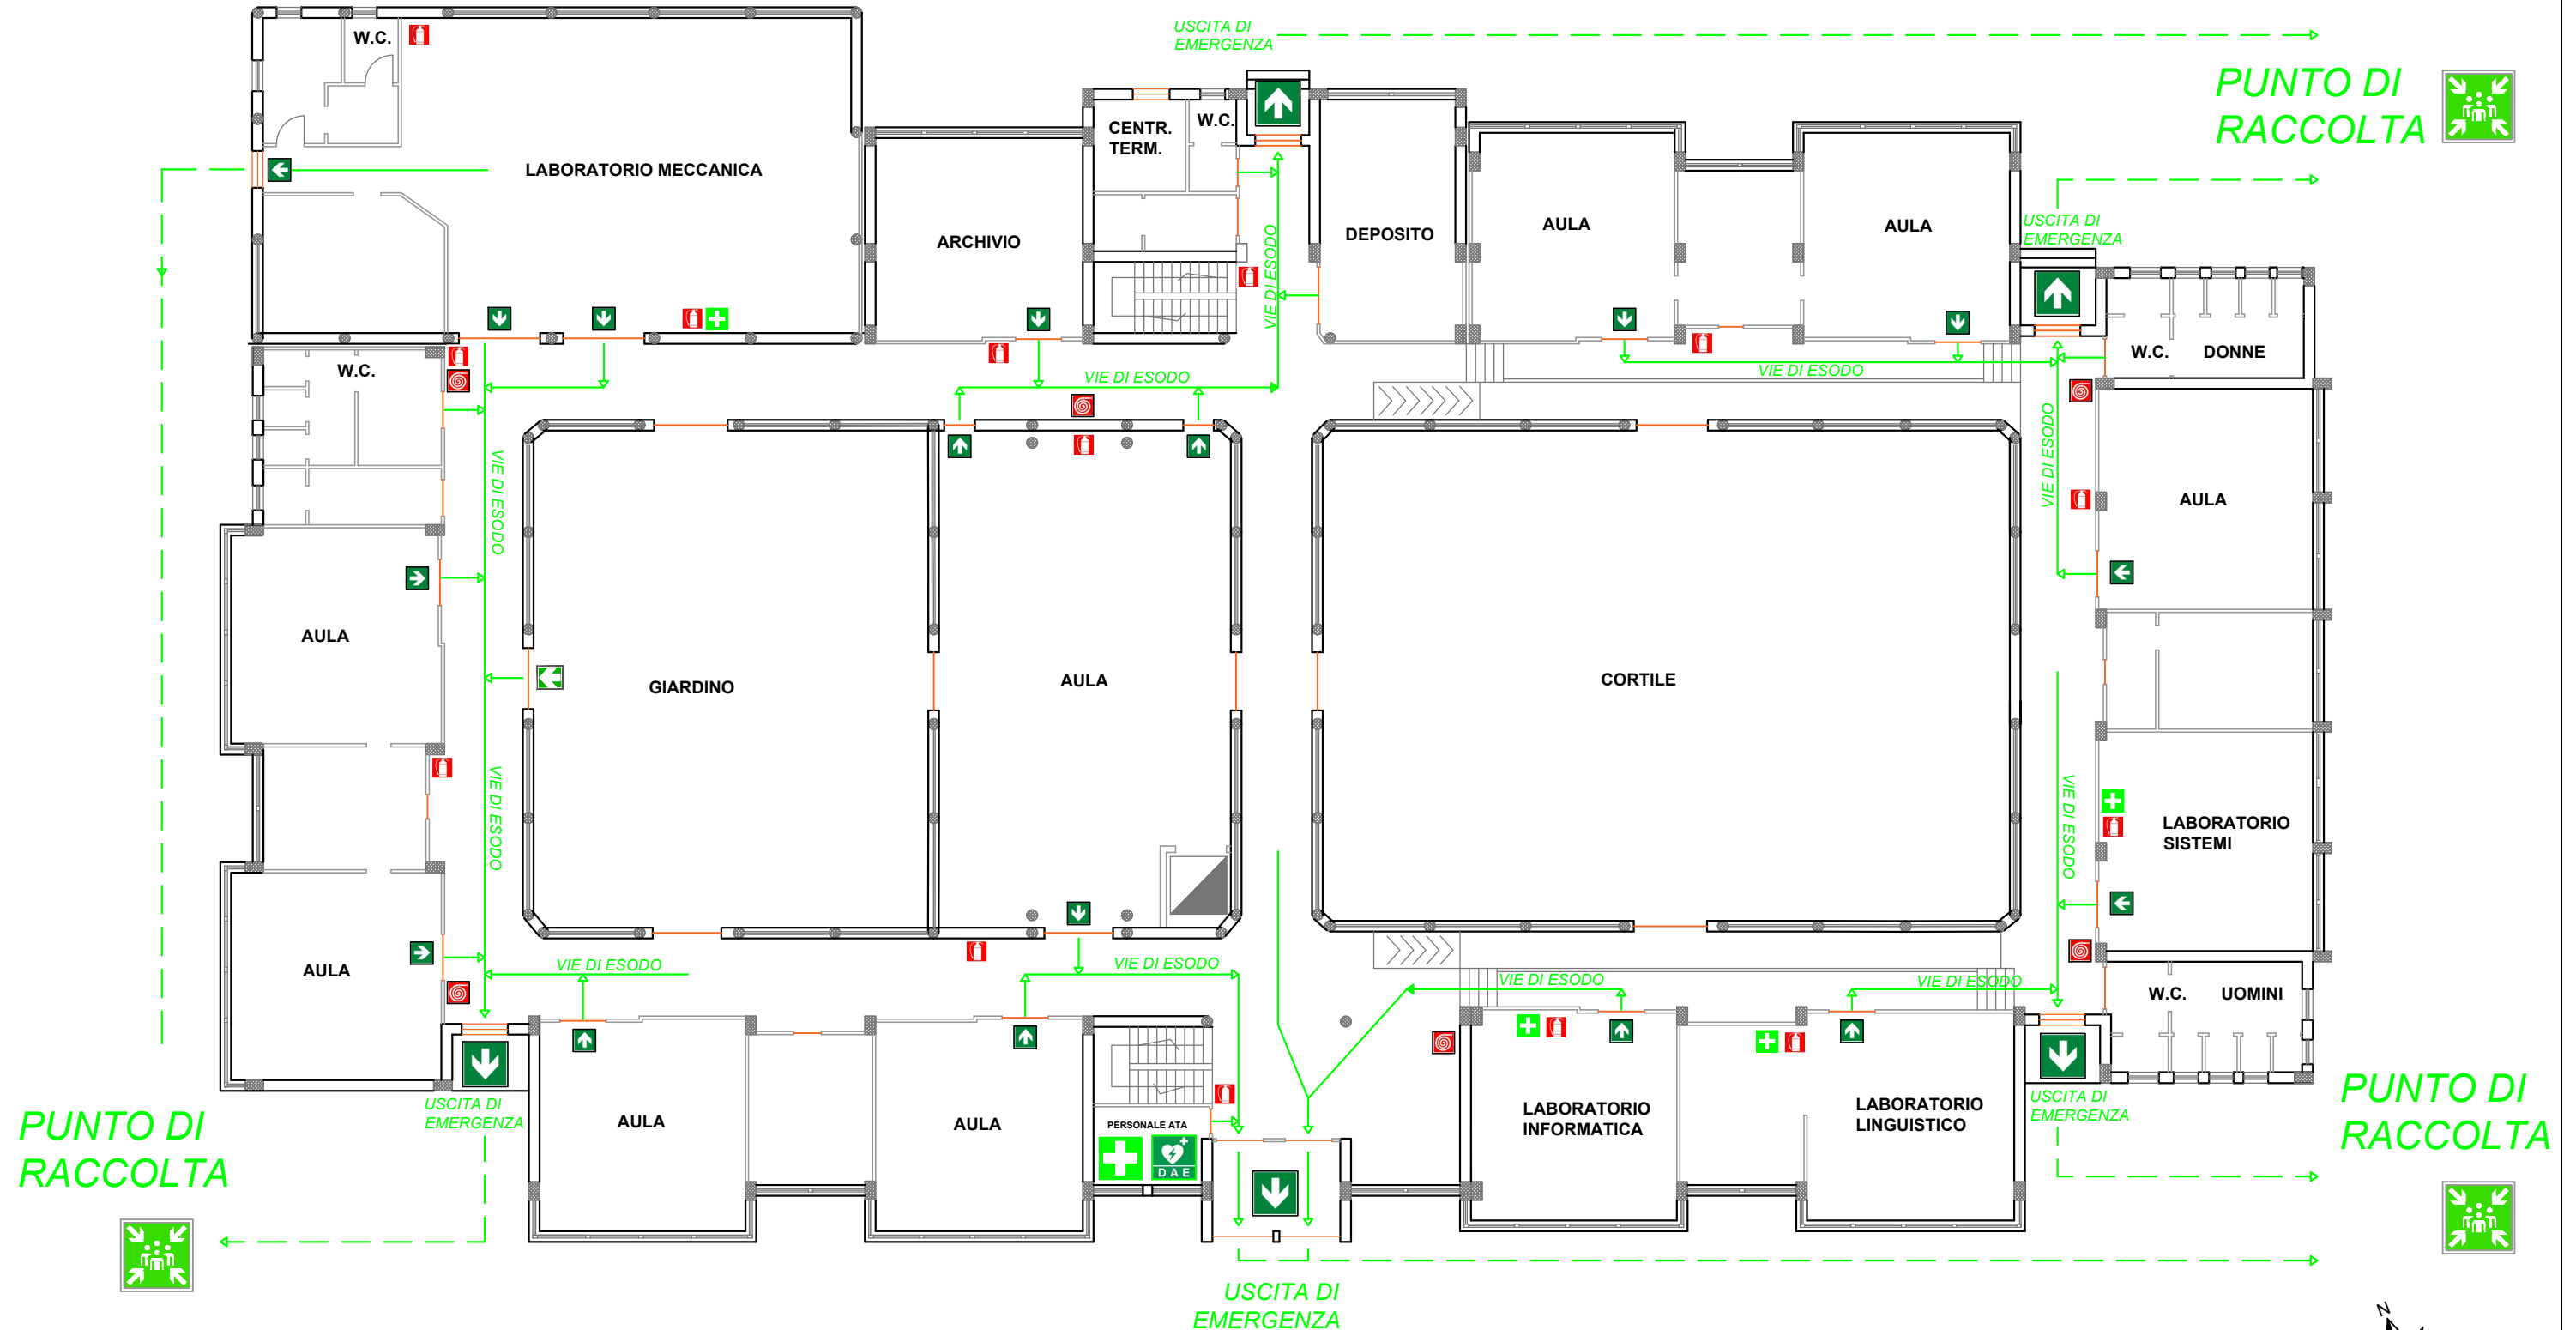 USCITA DI
EMERGENZA
PUNTO DI
RACCOLTA
W.C.
CENTR.
TERM.
W.C.
LABORATORIO MECCANICA
ARCHIVIO
DEPOSITO
AULA
AULA
USCITA DI
EMERGENZA
VIE DI ESODO
W.C.
DONNE
W.C.
VIE DI ESODO
VIE DI ESODO
VIE DI ESODO
VIE DI ESODO
AULA
AULA
GIARDINO
AULA
CORTILE
VIE DI ESODO
VIE DI ESODO
LABORATORIO
SISTEMI
AULA
VIE DI ESODO
VIE DI ESODO
VIE DI ESODO
VIE DI ESODO
W.C.
UOMINI
USCITA DI
EMERGENZA
PUNTO DI
RACCOLTA
AULA
AULA
PERSONALE ATA
DAE
LABORATORIO
INFORMATICA
LABORATORIO
LINGUISTICO
USCITA DI
EMERGENZA
PUNTO DI
RACCOLTA
USCITA DI
EMERGENZA
N